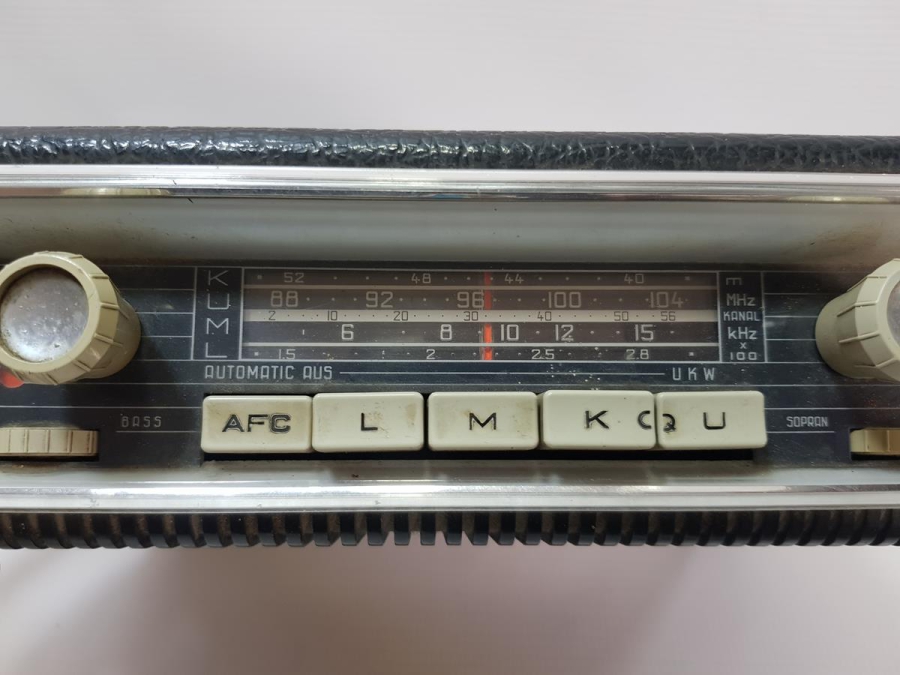 K 52 48 44 40 m
U 88 92 96 100 104 MHz
2 10 20 30 40 50 56 KANAL
M 6 8 10 12 15 kHz
L 1.5 2 2.5 2.8 x 100
AUTOMATIC AUS UKW
BASS AFC L M K U SOPRAN